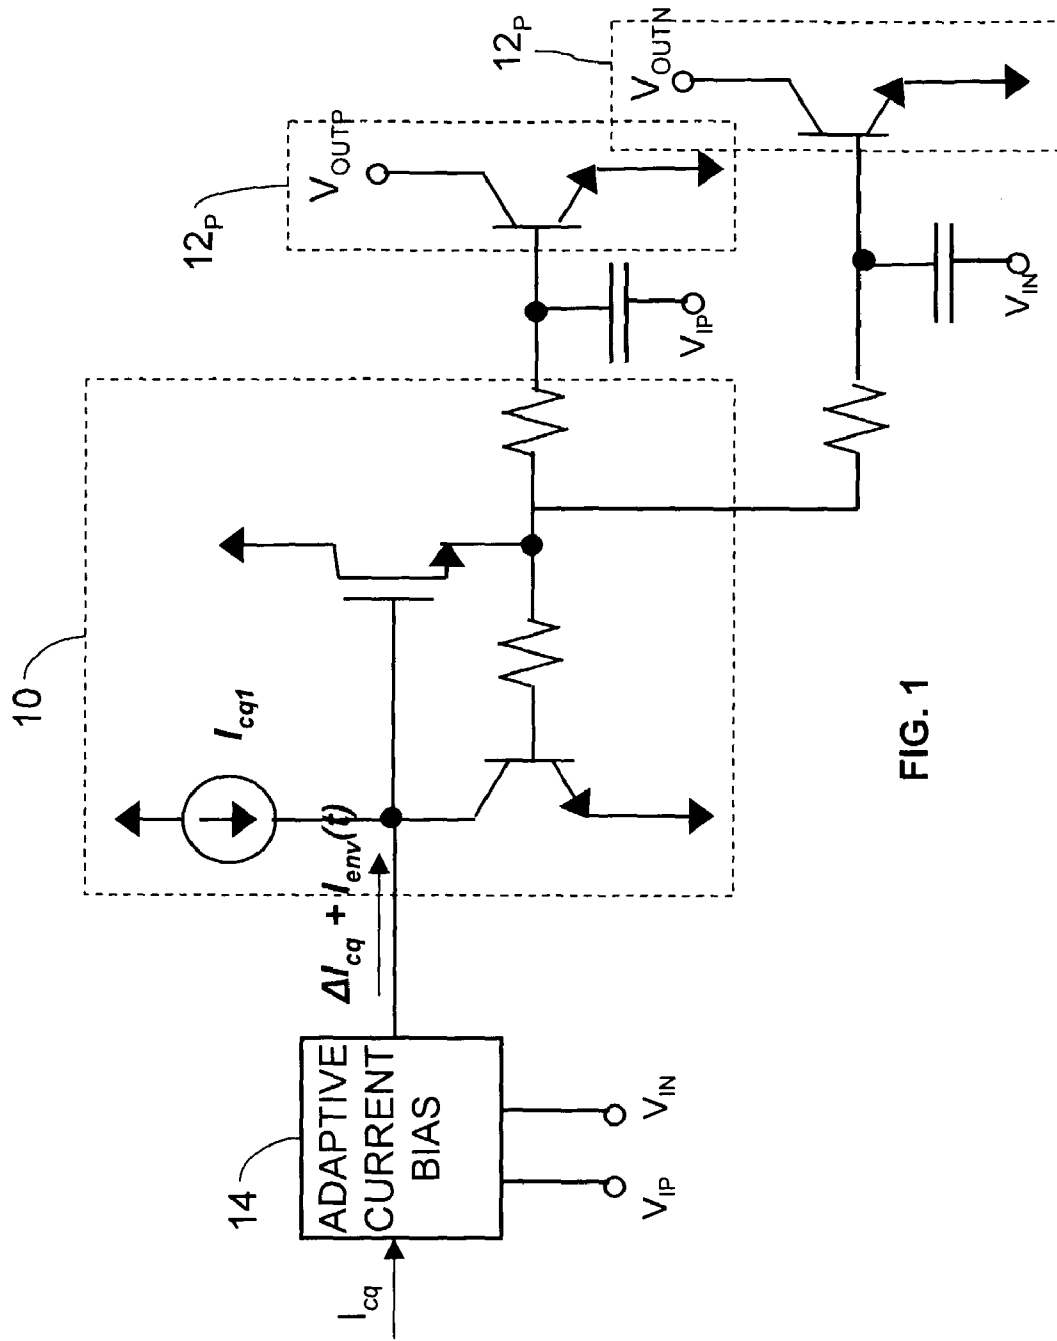 12P
VOUTN
12P
VOUTP
VIP
VIN
10
Icq1
ΔIcq + Ienv(t)
14
ADAPTIVE
CURRENT
BIAS
Icq
VIP
VIN
FIG. 1